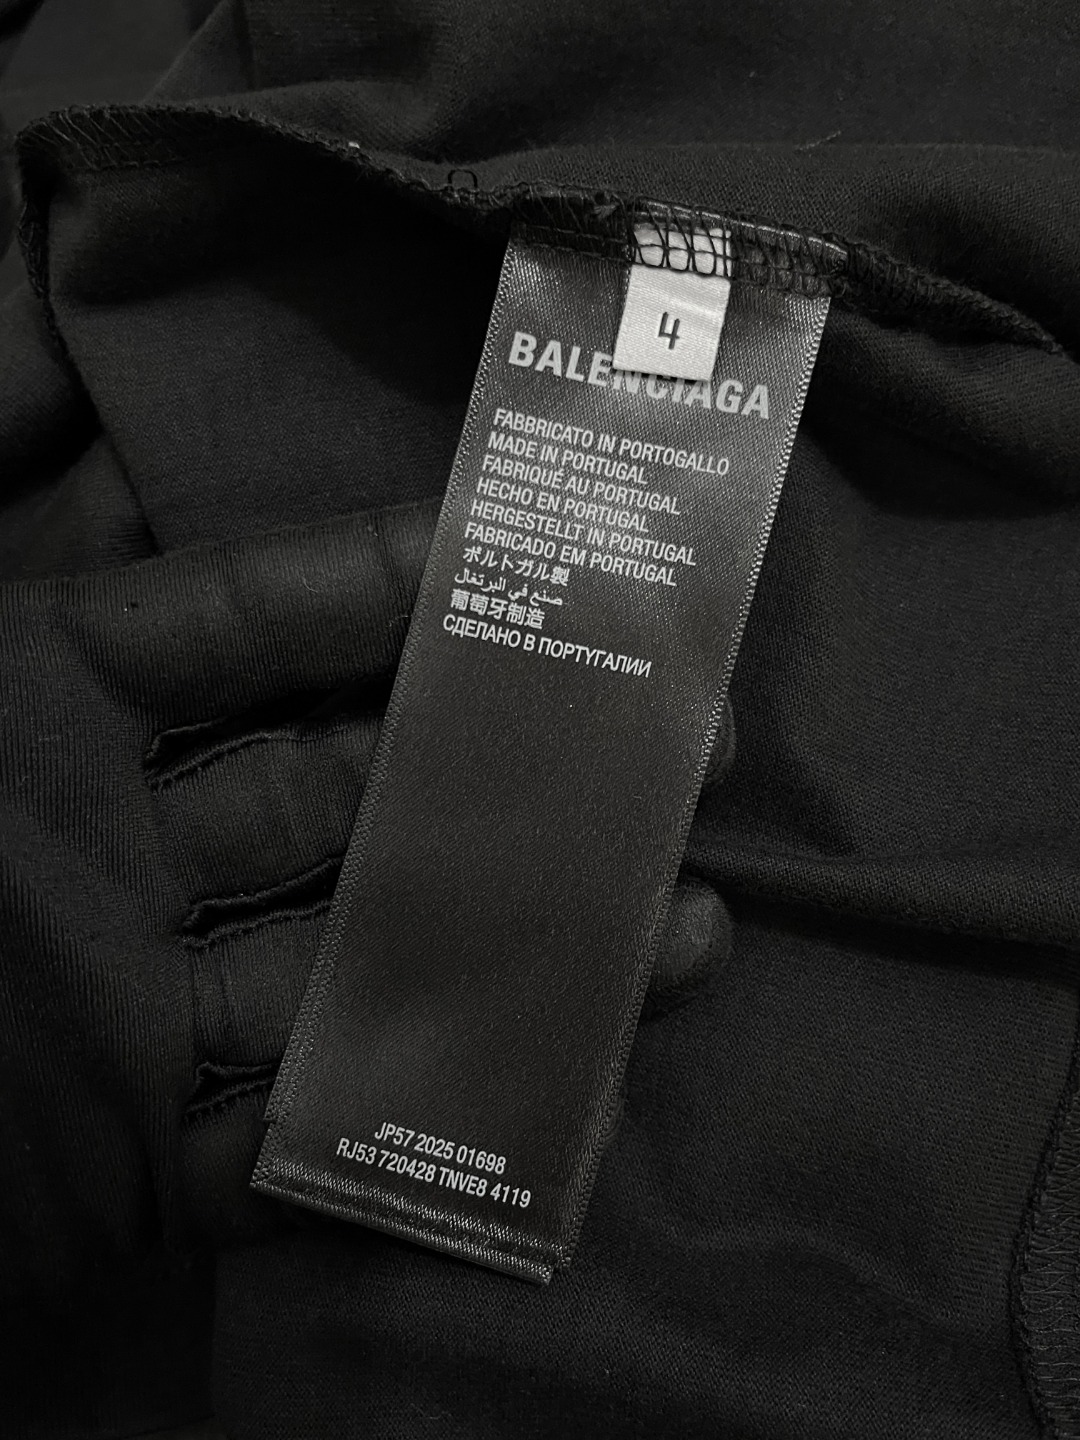 4
BALENCIAGA
FABBRICATO IN PORTOGALLO
MADE IN PORTUGAL
FABRIQUÉ AU PORTUGAL
HECHO EN PORTUGAL
HERGESTELLT IN PORTUGAL
FABRICADO EM PORTUGAL
ポルトガル製
صنع في البرتغال
葡萄牙制造
СДЕЛАНО В ПОРТУГАЛИИ
JP57 2025 01698
RJ53 720428 TNVE8 4119